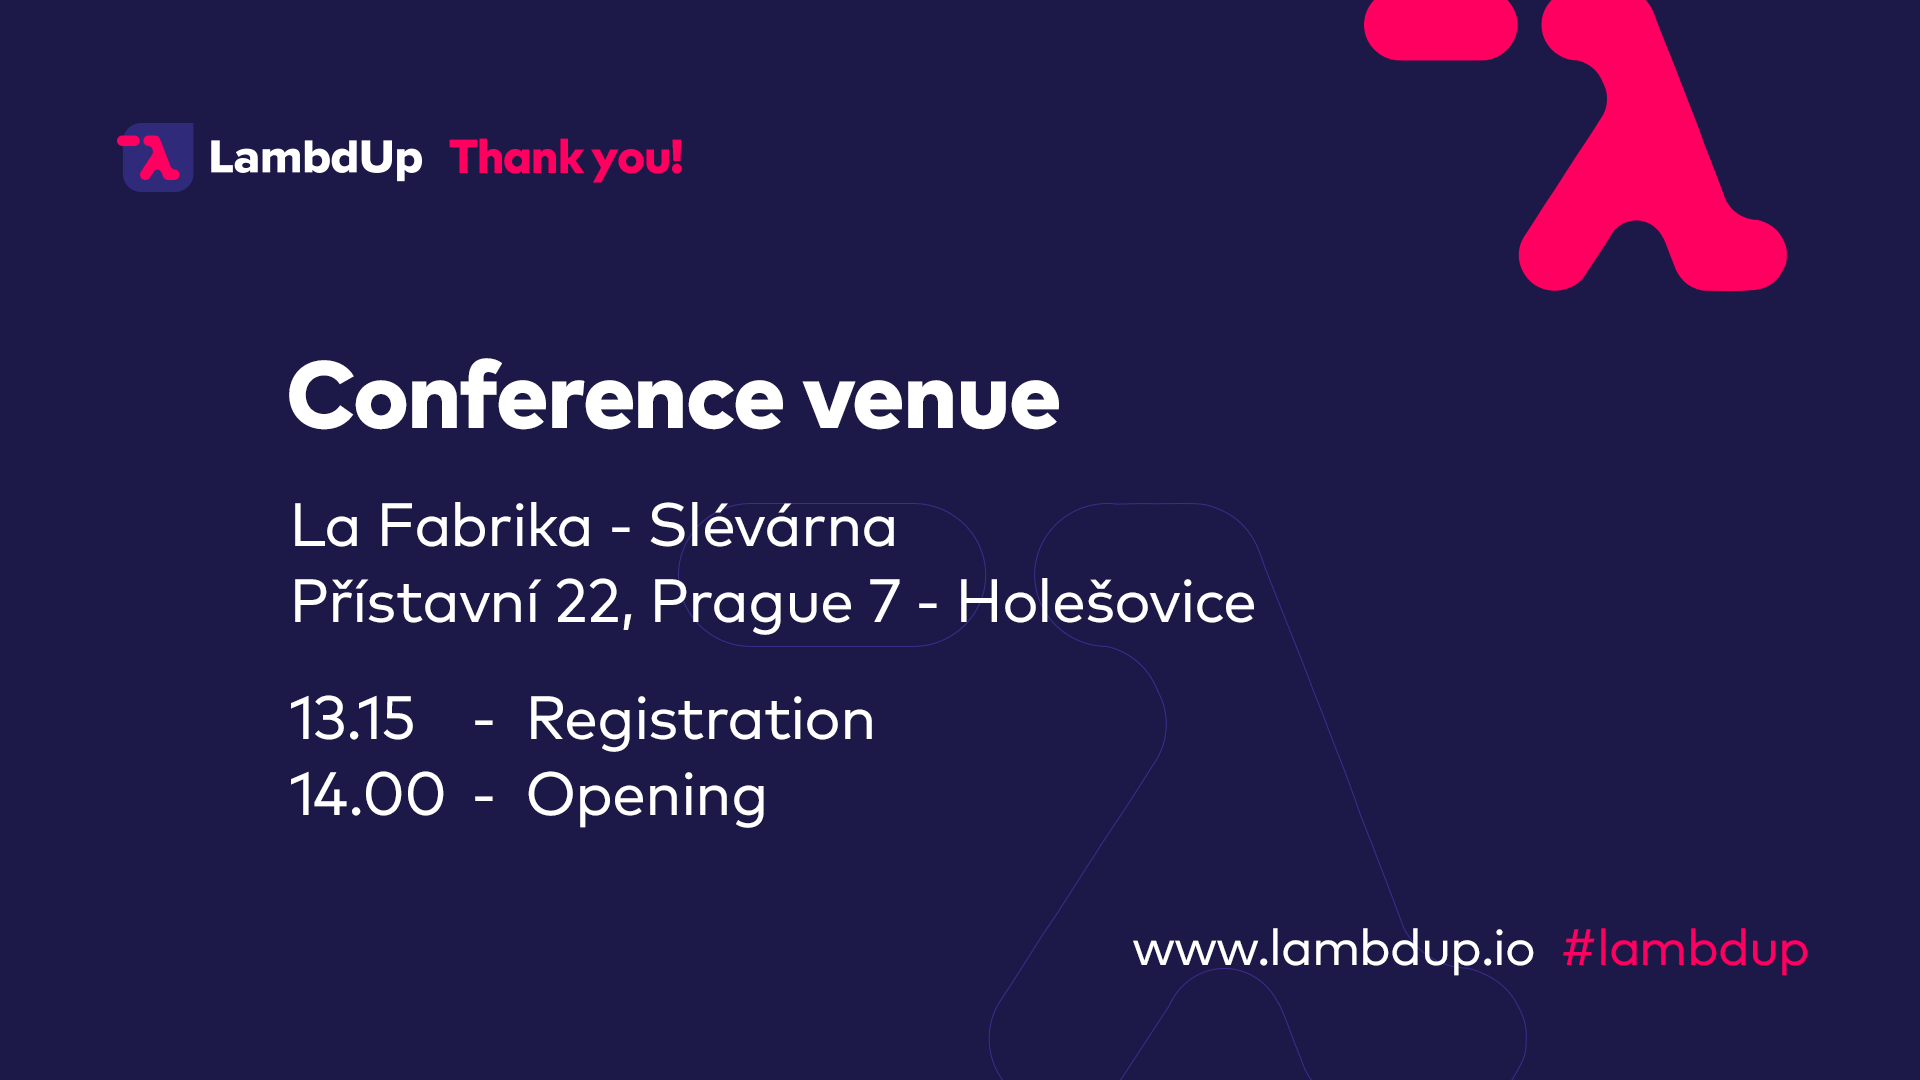 LambdUp Thank you!
Conference venue
La Fabrika - Slévárna
Přístavní 22, Prague 7 - Holešovice
13.15 - Registration
14.00 - Opening
www.lambdup.io #lambdup